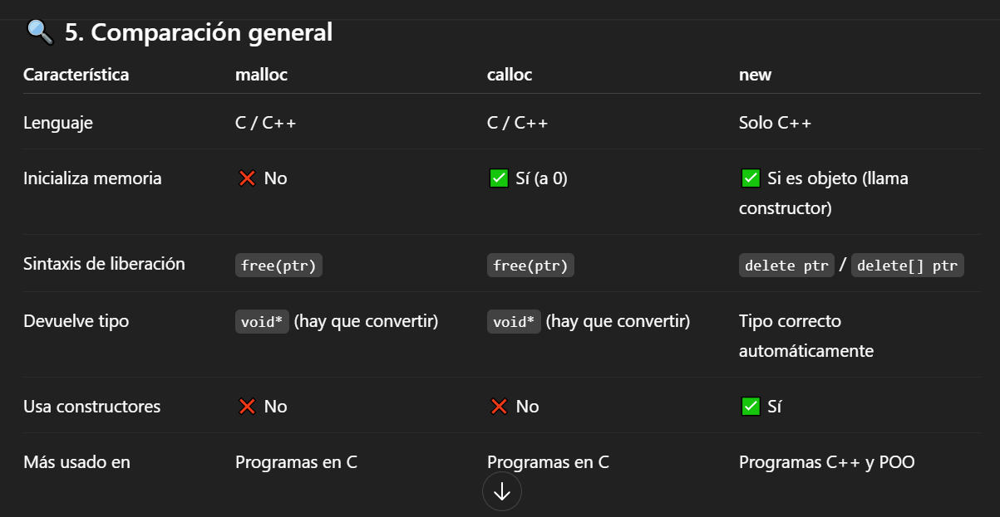 🔍 5. Comparación general
Característica malloc calloc new
Lenguaje C / C++ C / C++ Solo C++
Inicializa memoria ❌ No ✅ Sí (a 0) ✅ Si es objeto (llama
constructor)
Sintaxis de liberación free(ptr) free(ptr) delete ptr / delete[] ptr
Devuelve tipo void* (hay que convertir) void* (hay que convertir) Tipo correcto
automáticamente
Usa constructores ❌ No ❌ No ✅ Sí
Más usado en Programas en C Programas en C Programas C++ y POO